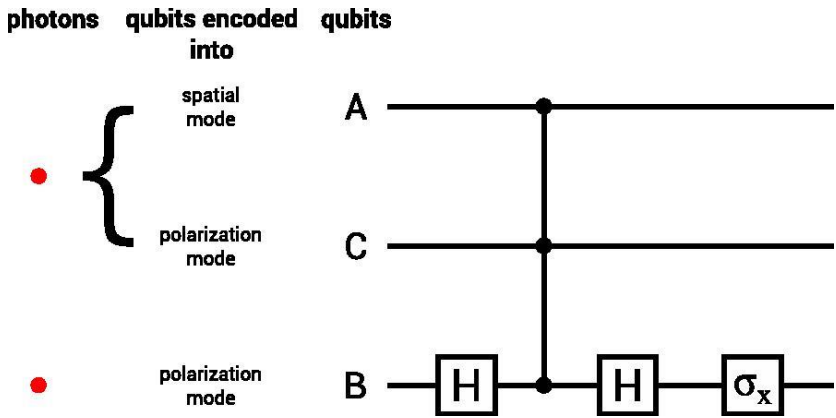 photons qubits encoded into qubits
spatial mode A
polarization mode C
polarization mode B H H σx